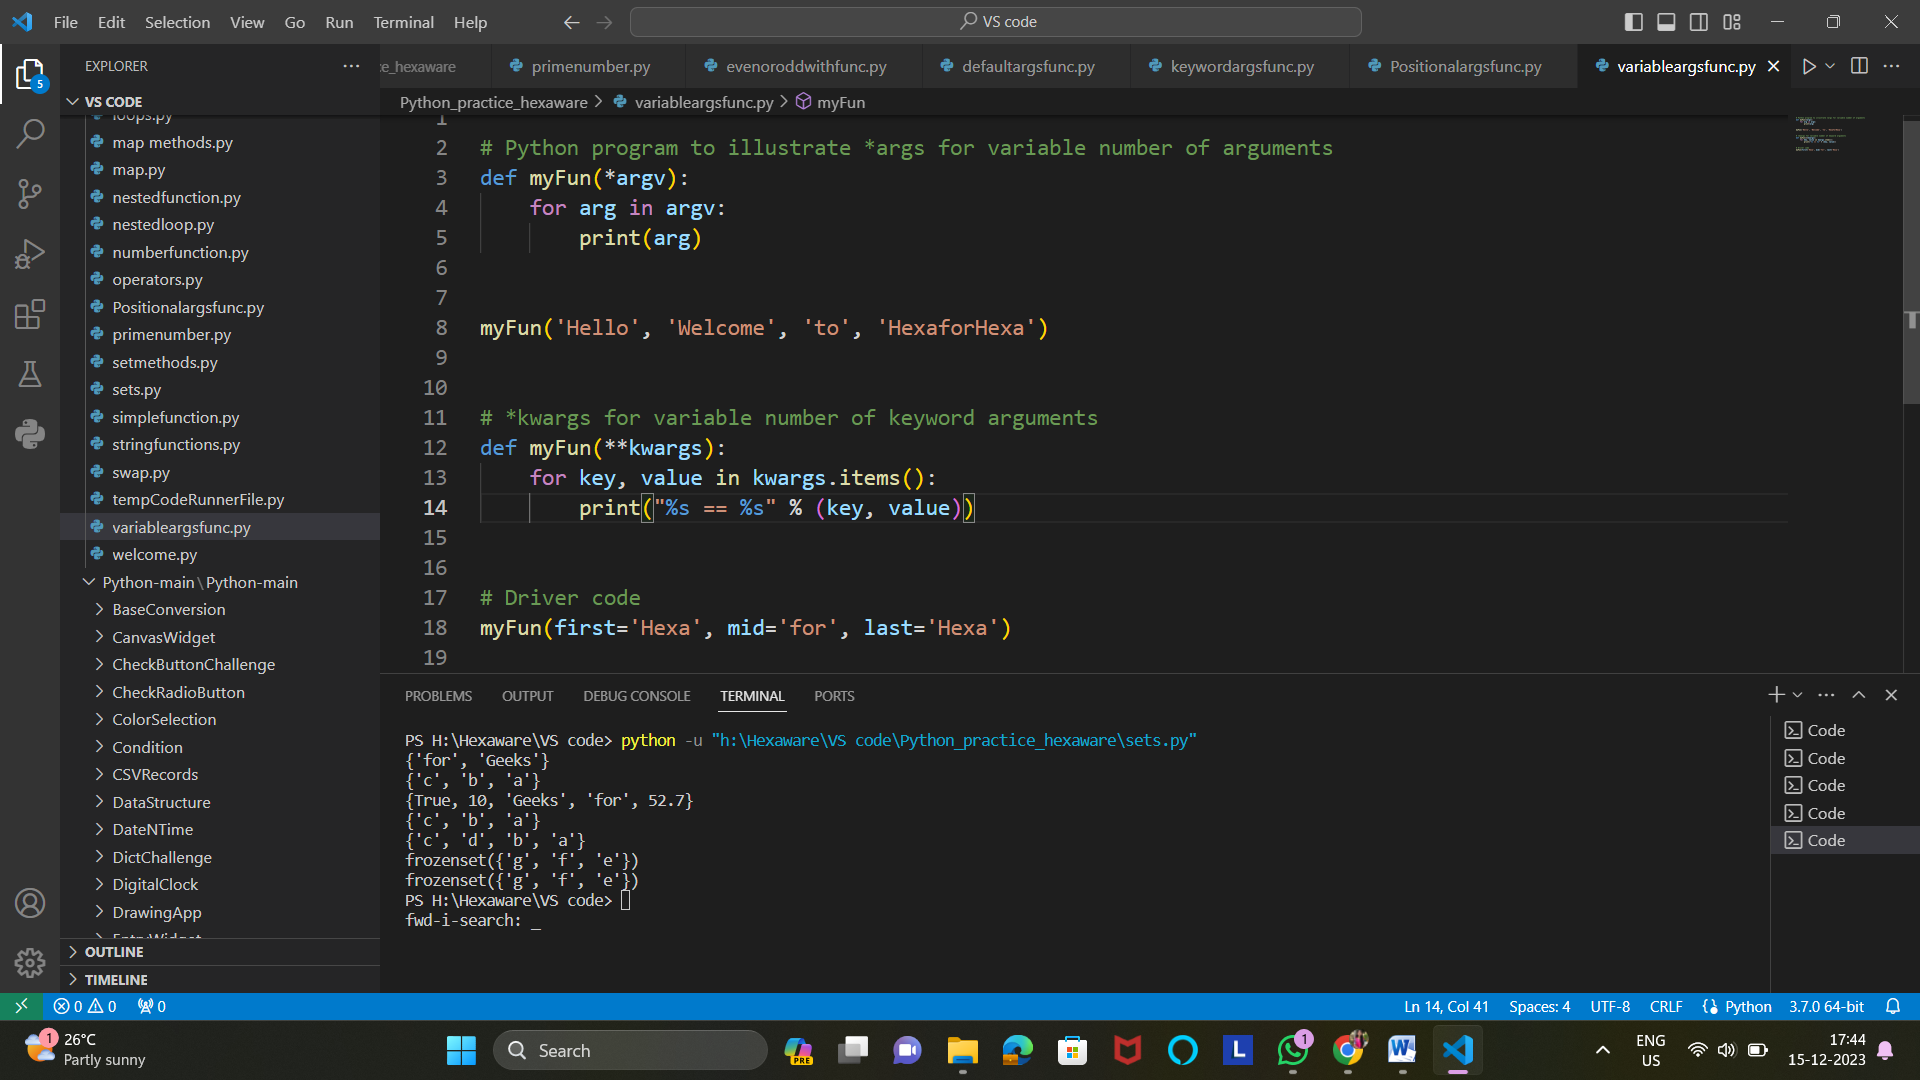 File Edit Selection View Go Run Terminal Help
VS code
EXPLORER
5
VS CODE
loops.py
map methods.py
map.py
nestedfunction.py
nestedloop.py
numberfunction.py
operators.py
Positionalargsfunc.py
primenumber.py
setmethods.py
sets.py
simplefunction.py
stringfunctions.py
swap.py
tempCodeRunnerFile.py
variableargsfunc.py
welcome.py
Python-main\Python-main
BaseConversion
CanvasWidget
CheckButtonChallenge
CheckRadioButton
ColorSelection
Condition
CSVRecords
DataStructure
DateNTime
DictChallenge
DigitalClock
DrawingApp
EntryWidget
OUTLINE
TIMELINE
ce_hexaware primenumber.py evenoroddwithfunc.py defaultargsfunc.py keywordargsfunc.py Positionalargsfunc.py variableargsfunc.py
Python_practice_hexaware > variableargsfunc.py > myFun
1
2 # Python program to illustrate *args for variable number of arguments
3 def myFun(*argv):
4     for arg in argv:
5         print(arg)
6
7
8 myFun('Hello', 'Welcome', 'to', 'HexaforHexa')
9
10
11 # *kwargs for variable number of keyword arguments
12 def myFun(**kwargs):
13     for key, value in kwargs.items():
14         print("%s == %s" % (key, value))
15
16
17 # Driver code
18 myFun(first='Hexa', mid='for', last='Hexa')
19
PROBLEMS OUTPUT DEBUG CONSOLE TERMINAL PORTS
PS H:\Hexaware\VS code> python -u "h:\Hexaware\VS code\Python_practice_hexaware\sets.py"
{'for', 'Geeks'}
{'c', 'b', 'a'}
{True, 10, 'Geeks', 'for', 52.7}
{'c', 'b', 'a'}
{'c', 'd', 'b', 'a'}
frozenset({'g', 'f', 'e'})
frozenset({'g', 'f', 'e'})
PS H:\Hexaware\VS code>
fwd-i-search: _
Code
Code
Code
Code
Code
0 0 0 Ln 14, Col 41 Spaces: 4 UTF-8 CRLF Python 3.7.0 64-bit
1 26°C
Partly sunny
Search
PRE
L
1
ENG
US
17:44
15-12-2023